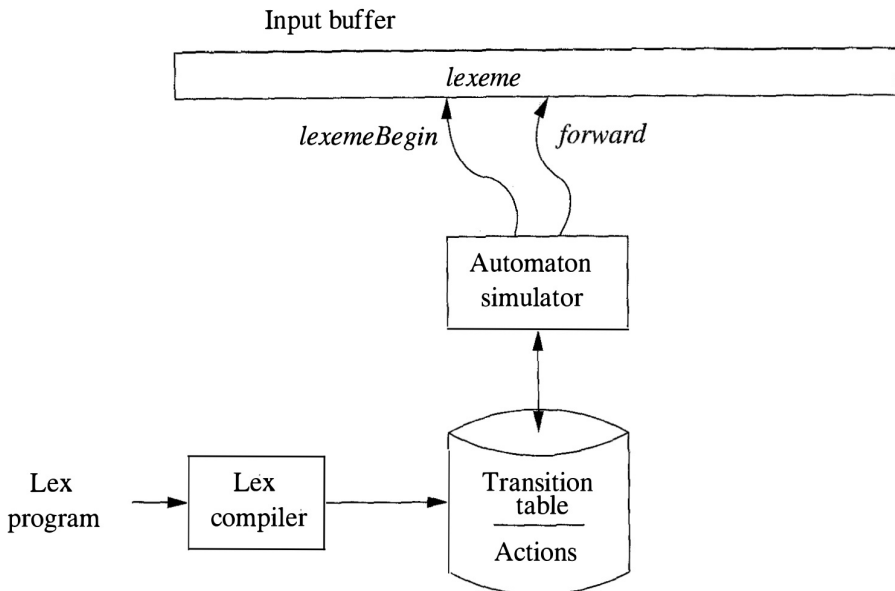 Input buffer
lexeme
lexemeBegin
forward
Automaton
simulator
Lex
program
Lex
compiler
Transition
table
Actions